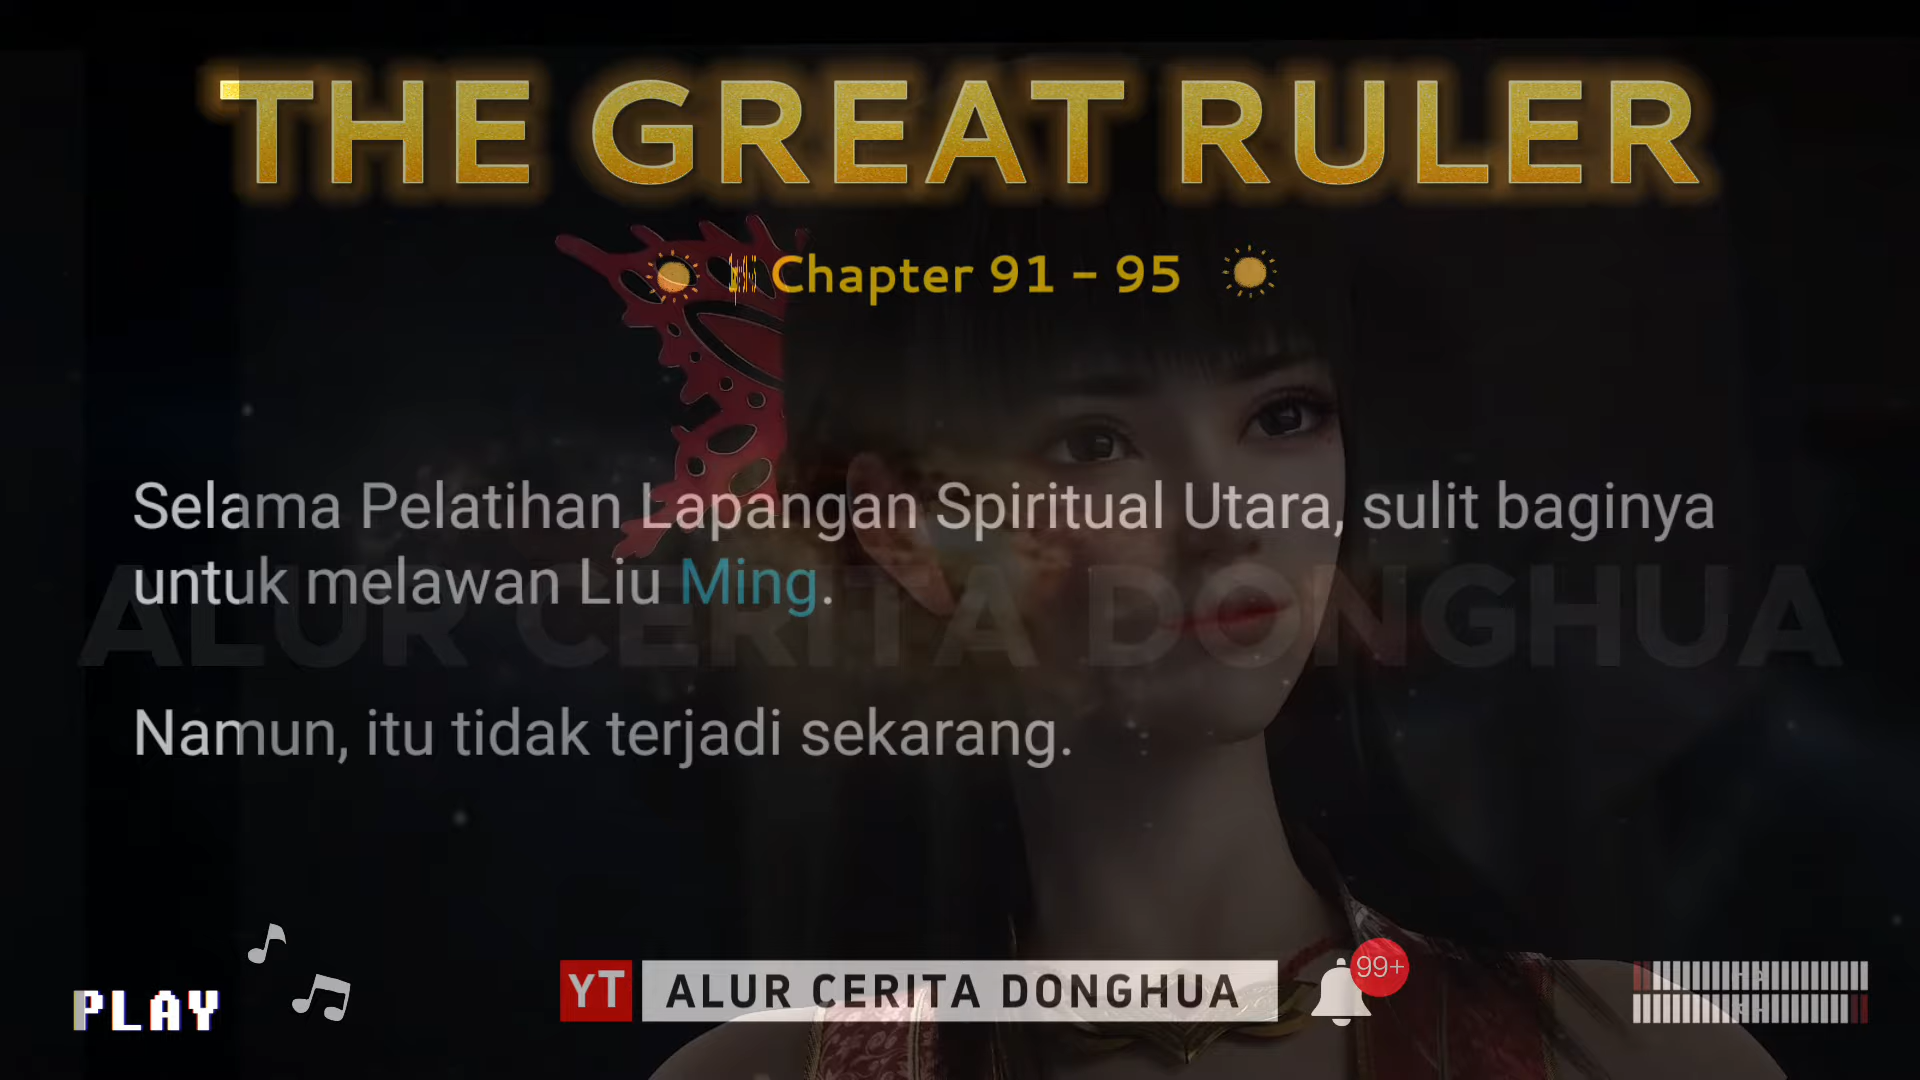 THE GREAT RULER
Chapter 91 - 95
Selama Pelatihan Lapangan Spiritual Utara, sulit baginya
untuk melawan Liu Ming.
ALUR CERITA DONGHUA
Namun, itu tidak terjadi sekarang.
PLAY
YT ALUR CERITA DONGHUA
99+